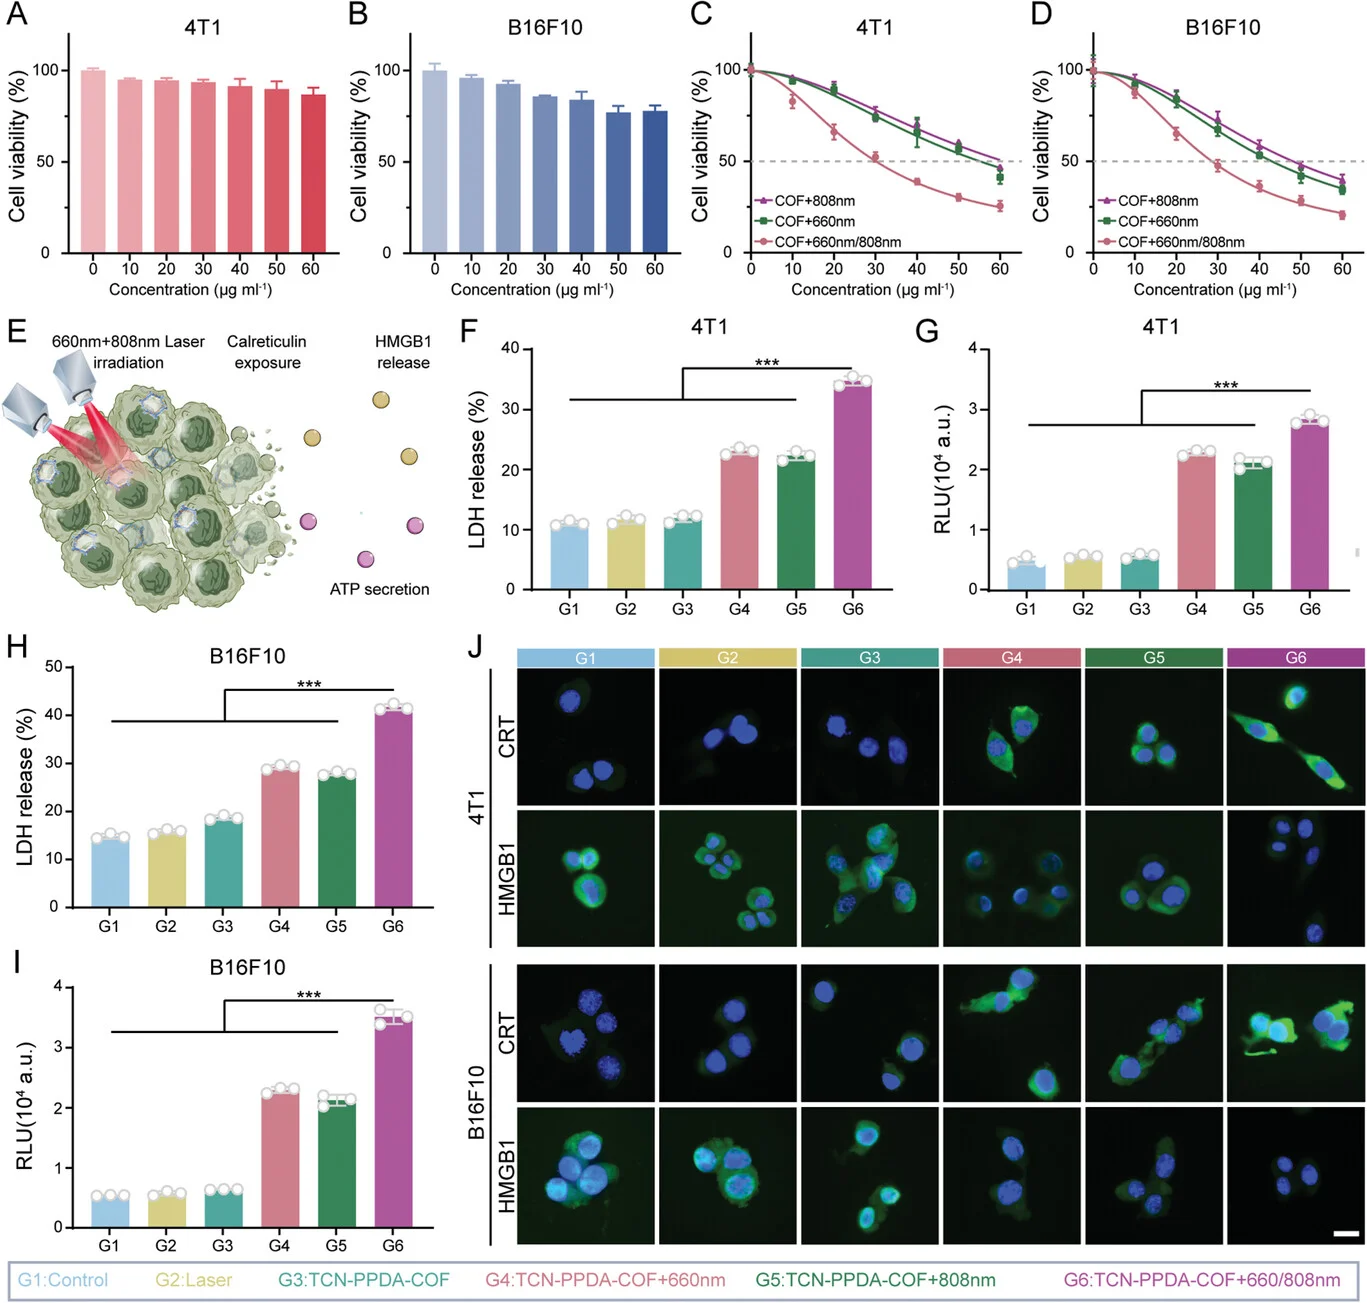 A
4T1
Cell viability (%)
100
50
0
0 10 20 30 40 50 60
Concentration (µg ml-1)
B
B16F10
Cell viability (%)
100
50
0
0 10 20 30 40 50 60
Concentration (µg ml-1)
C
4T1
Cell viability (%)
100
50
0
COF+808nm
COF+660nm
COF+660nm/808nm
0 10 20 30 40 50 60
Concentration (µg ml-1)
D
B16F10
Cell viability (%)
100
50
0
COF+808nm
COF+660nm
COF+660nm/808nm
0 10 20 30 40 50 60
Concentration (µg ml-1)
E
660nm+808nm Laser
irradiation
Calreticulin
exposure
HMGB1
release
ATP secretion
F
4T1
LDH release (%)
40
30
20
10
0
***
G1 G2 G3 G4 G5 G6
G
4T1
RLU(104 a.u.)
4
3
2
1
0
***
G1 G2 G3 G4 G5 G6
H
B16F10
LDH release (%)
50
40
30
20
10
0
***
G1 G2 G3 G4 G5 G6
I
B16F10
RLU(104 a.u.)
4
3
2
1
0
***
G1 G2 G3 G4 G5 G6
J
G1 G2 G3 G4 G5 G6
4T1
CRT
HMGB1
B16F10
CRT
HMGB1
G1:Control G2:Laser G3:TCN-PPDA-COF G4:TCN-PPDA-COF+660nm G5:TCN-PPDA-COF+808nm G6:TCN-PPDA-COF+660/808nm